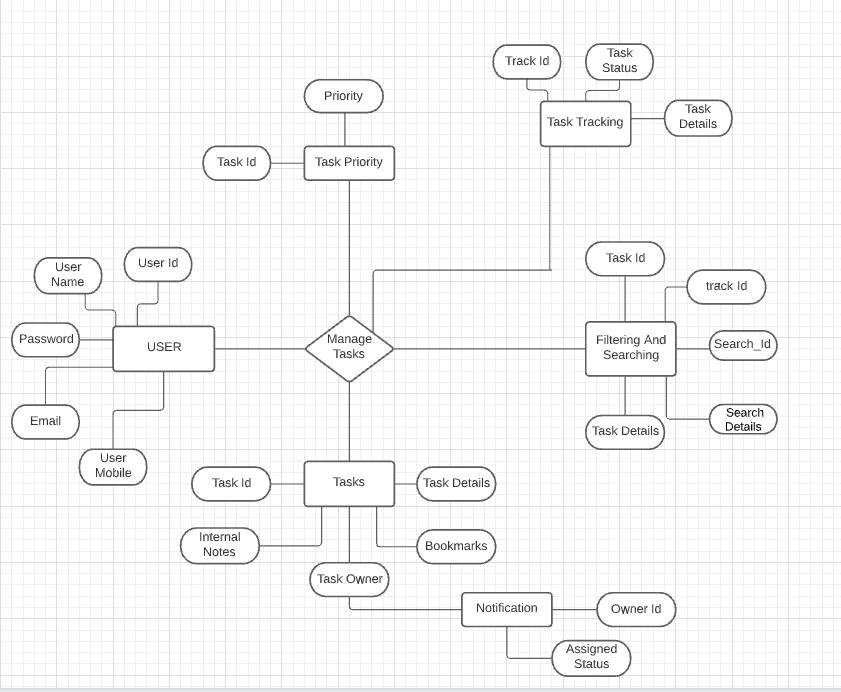 Track Id
Task
Status
Priority
Task Tracking
Task
Details
Task Id
Task Priority
User
Name
User Id
Task Id
track Id
Password
USER
Manage
Tasks
Filtering And
Searching
Search_Id
Email
Task Details
Search
Details
User
Mobile
Task Id
Tasks
Task Details
Internal
Notes
Bookmarks
Task Owner
Notification
Owner Id
Assigned
Status